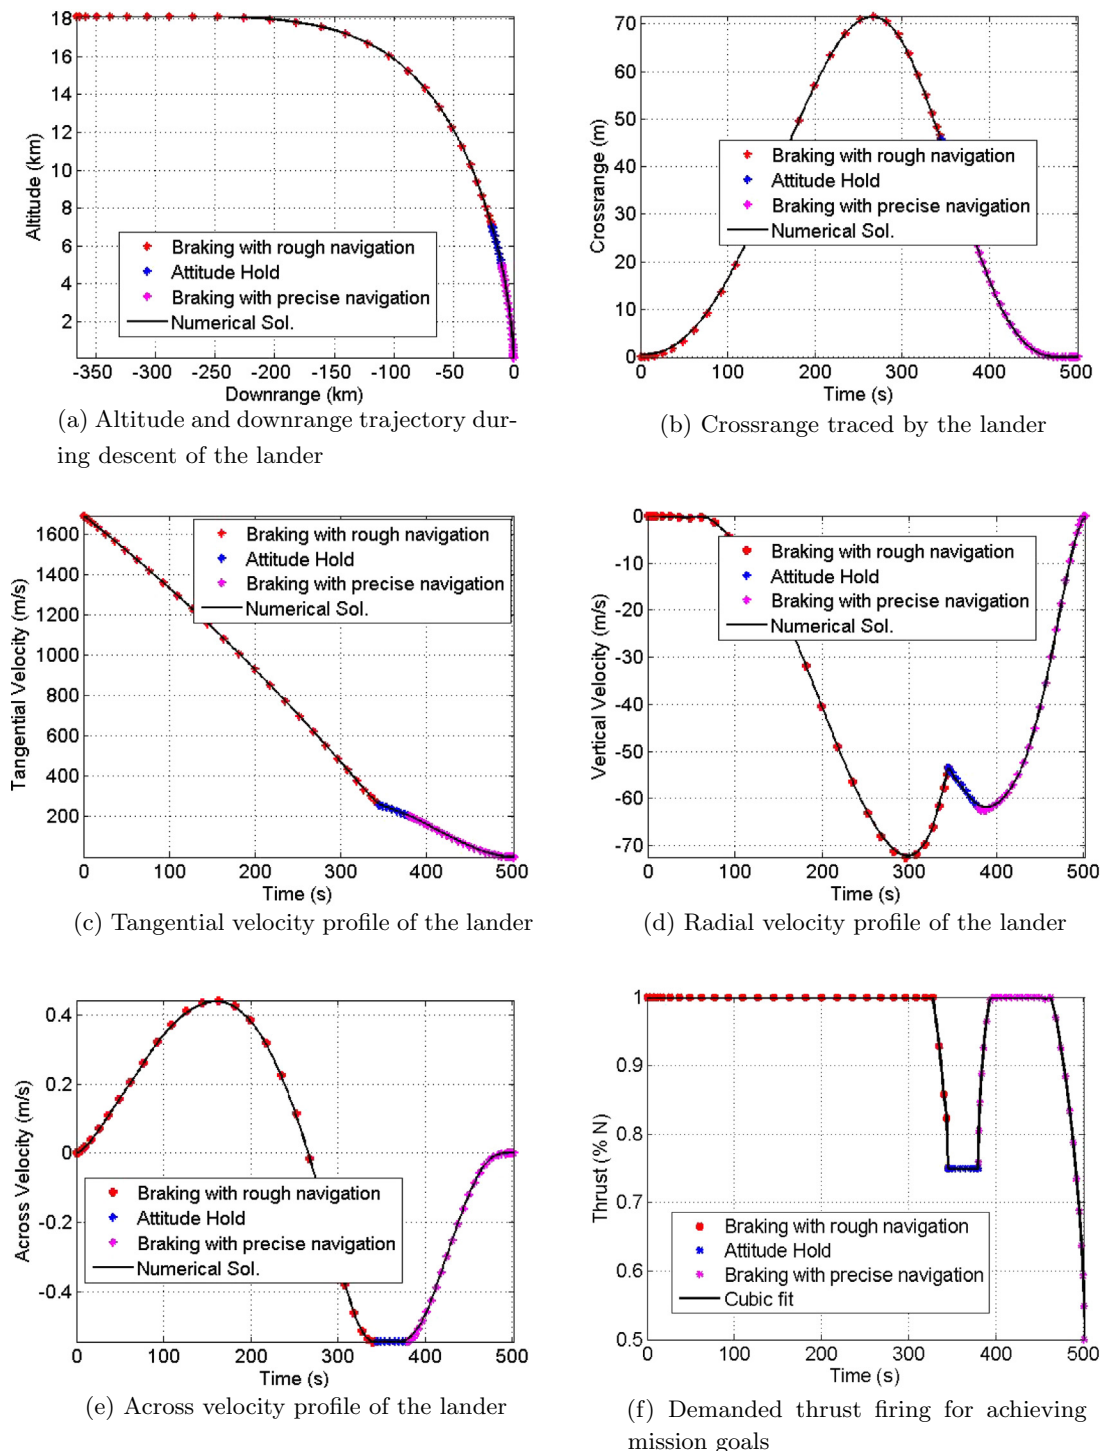 18
16
14
12
10
8
6
4
2
Altitude (km)
Braking with rough navigation
Attitude Hold
Braking with precise navigation
Numerical Sol.
-350 -300 -250 -200 -150 -100 -50 0
Downrange (km)
(a) Altitude and downrange trajectory dur-
ing descent of the lander
70
60
50
40
30
20
10
0
Crossrange (m)
Braking with rough navigation
Attitude Hold
Braking with precise navigation
Numerical Sol.
0 100 200 300 400 500
Time (s)
(b) Crossrange traced by the lander
1600
1400
1200
1000
800
600
400
200
Tangential Velocity (m/s)
Braking with rough navigation
Attitude Hold
Braking with precise navigation
Numerical Sol.
0 100 200 300 400 500
Time (s)
(c) Tangential velocity profile of the lander
0
-10
-20
-30
-40
-50
-60
-70
Vertical Velocity (m/s)
Braking with rough navigation
Attitude Hold
Braking with precise navigation
Numerical Sol.
0 100 200 300 400 500
Time (s)
(d) Radial velocity profile of the lander
0.4
0.2
0
-0.2
-0.4
Across Velocity (m/s)
Braking with rough navigation
Attitude Hold
Braking with precise navigation
Numerical Sol.
0 100 200 300 400 500
Time (s)
(e) Across velocity profile of the lander
1
0.9
0.8
0.7
0.6
0.5
Thrust (% N)
Braking with rough navigation
Attitude Hold
Braking with precise navigation
Cubic fit
0 100 200 300 400 500
Time (s)
(f) Demanded thrust firing for achieving
mission goals